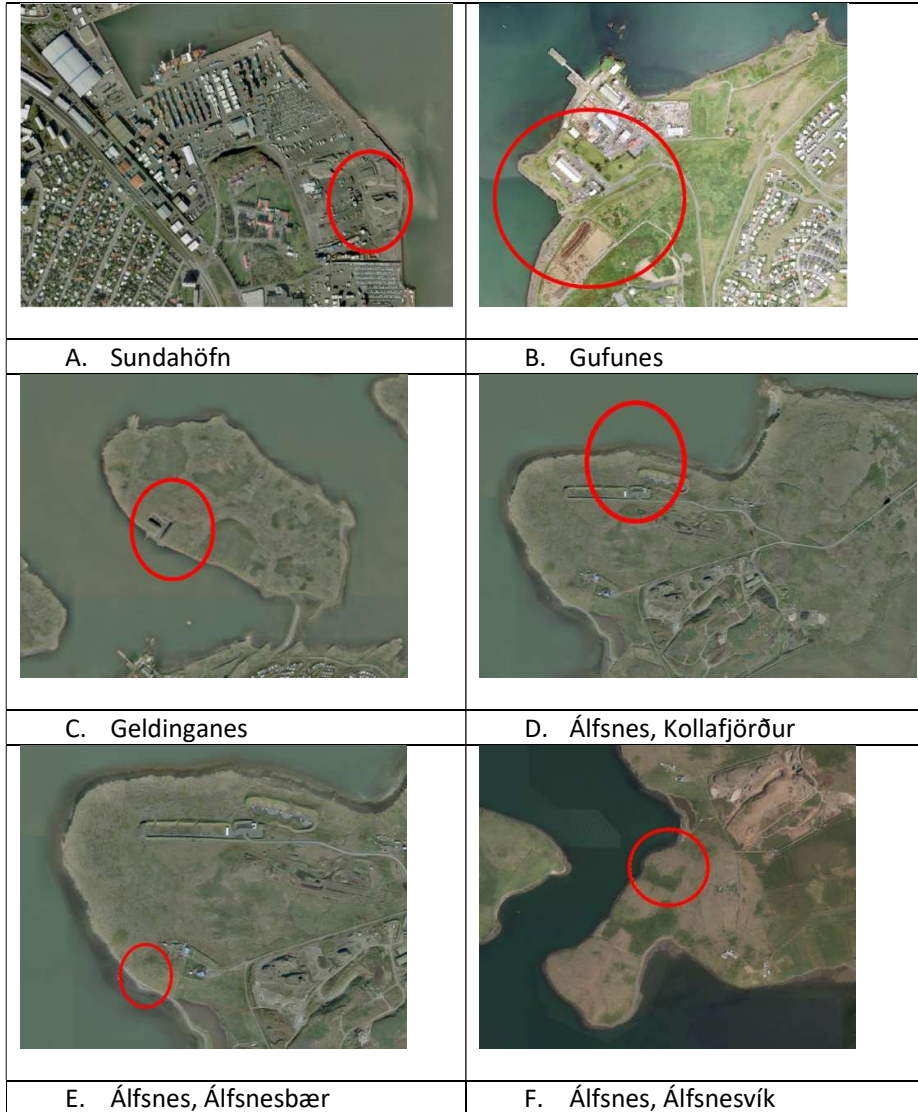 A. Sundahöfn
B. Gufunes
C. Geldinganes
D. Álfsnes, Kollafjörður
E. Álfsnes, Álfsnesbær
F. Álfsnes, Álfsnesvík